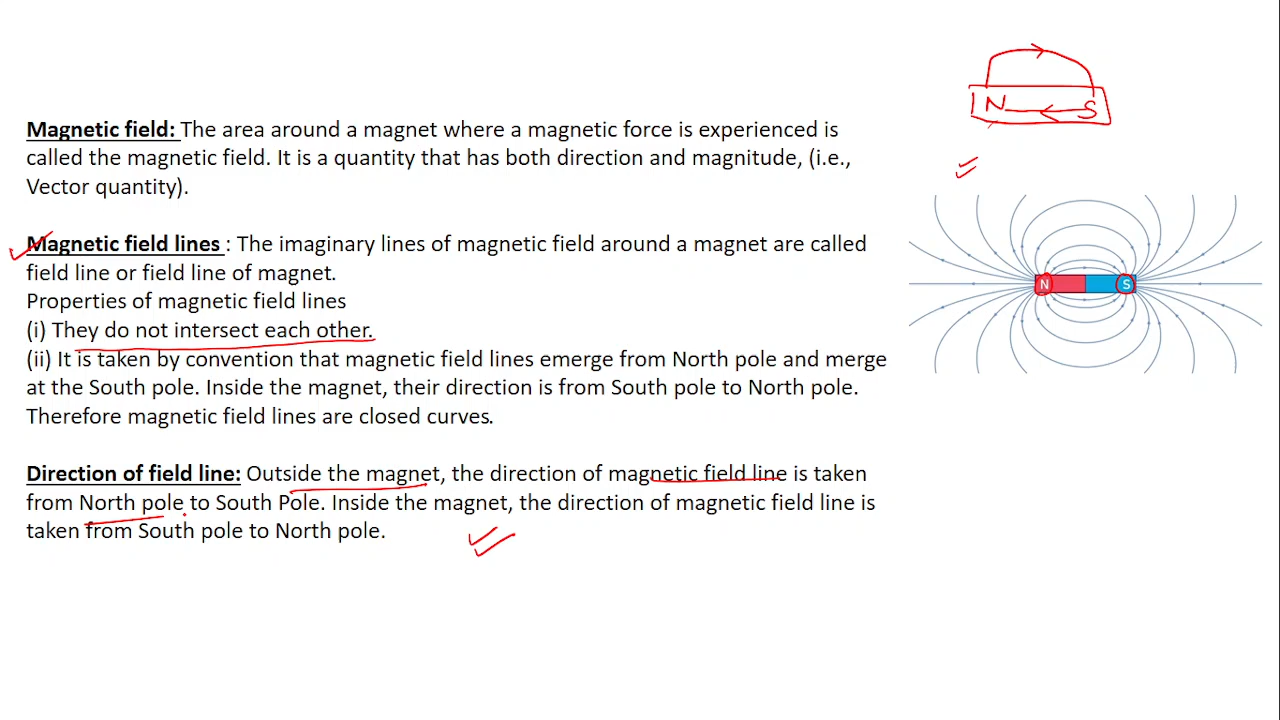 N S
Magnetic field: The area around a magnet where a magnetic force is experienced is
called the magnetic field. It is a quantity that has both direction and magnitude, (i.e.,
Vector quantity).
Magnetic field lines : The imaginary lines of magnetic field around a magnet are called
field line or field line of magnet.
Properties of magnetic field lines
(i) They do not intersect each other.
(ii) It is taken by convention that magnetic field lines emerge from North pole and merge
at the South pole. Inside the magnet, their direction is from South pole to North pole.
Therefore magnetic field lines are closed curves.
N S
Direction of field line: Outside the magnet, the direction of magnetic field line is taken
from North pole to South Pole. Inside the magnet, the direction of magnetic field line is
taken from South pole to North pole.